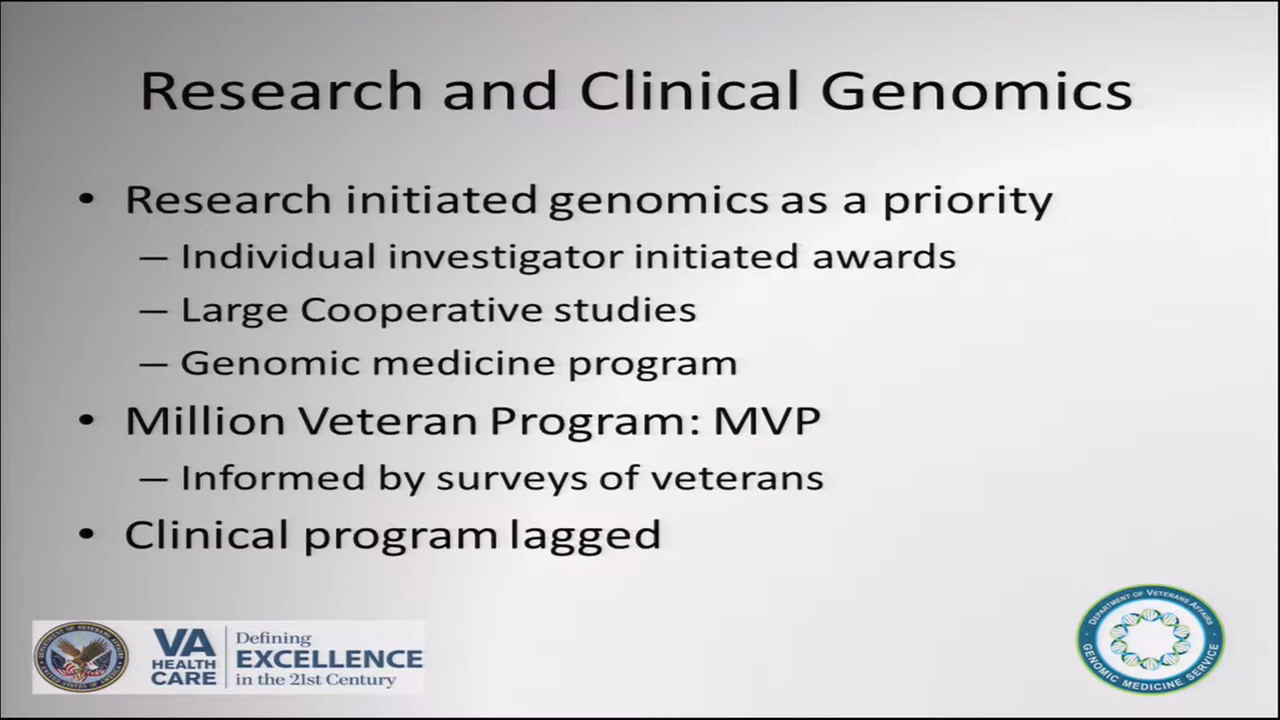 Research and Clinical Genomics
• Research initiated genomics as a priority
– Individual investigator initiated awards
– Large Cooperative studies
– Genomic medicine program
• Million Veteran Program: MVP
– Informed by surveys of veterans
• Clinical program lagged
VA
HEALTH
CARE
Defining
EXCELLENCE
in the 21st Century
DEPARTMENT OF VETERANS AFFAIRS
GENOMIC MEDICINE SERVICE